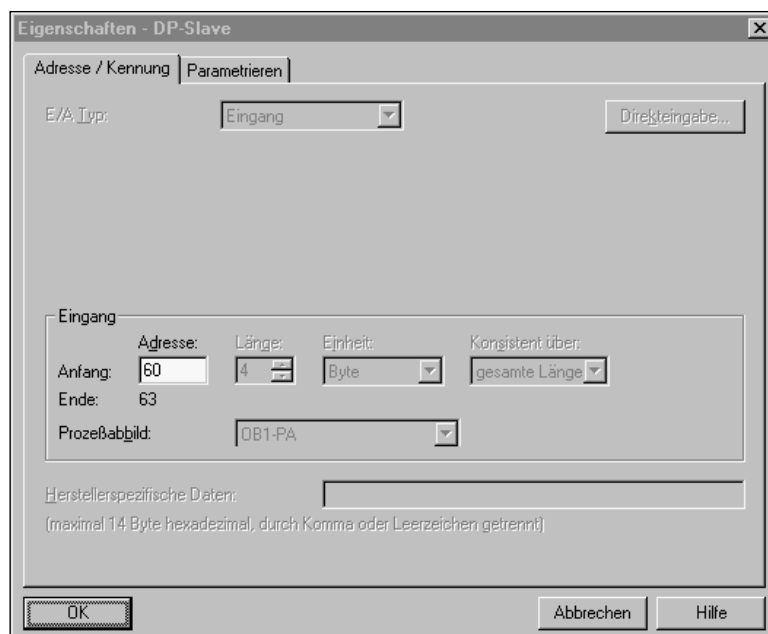 Eigenschaften - DP-Slave
Adresse / Kennung Parametrieren
E/A Typ: Eingang Direkteingabe...
Eingang
Adresse: Länge: Einheit: Konsistent über:
Anfang: 60 4 Byte gesamte Länge
Ende: 63
Prozeßabbild: OB1-PA
Herstellerspezifische Daten:
(maximal 14 Byte hexadezimal, durch Komma oder Leerzeichen getrennt)
OK Abbrechen Hilfe